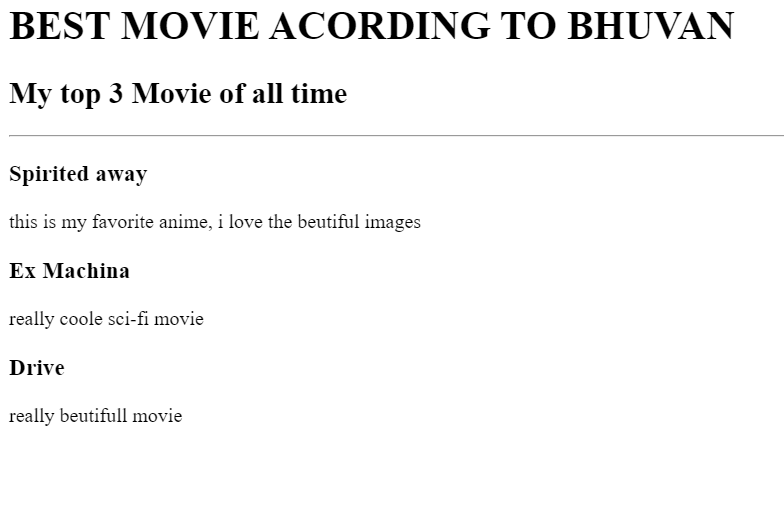 BEST MOVIE ACORDING TO BHUVAN
My top 3 Movie of all time
Spirited away
this is my favorite anime, i love the beutiful images
Ex Machina
really coole sci-fi movie
Drive
really beutifull movie